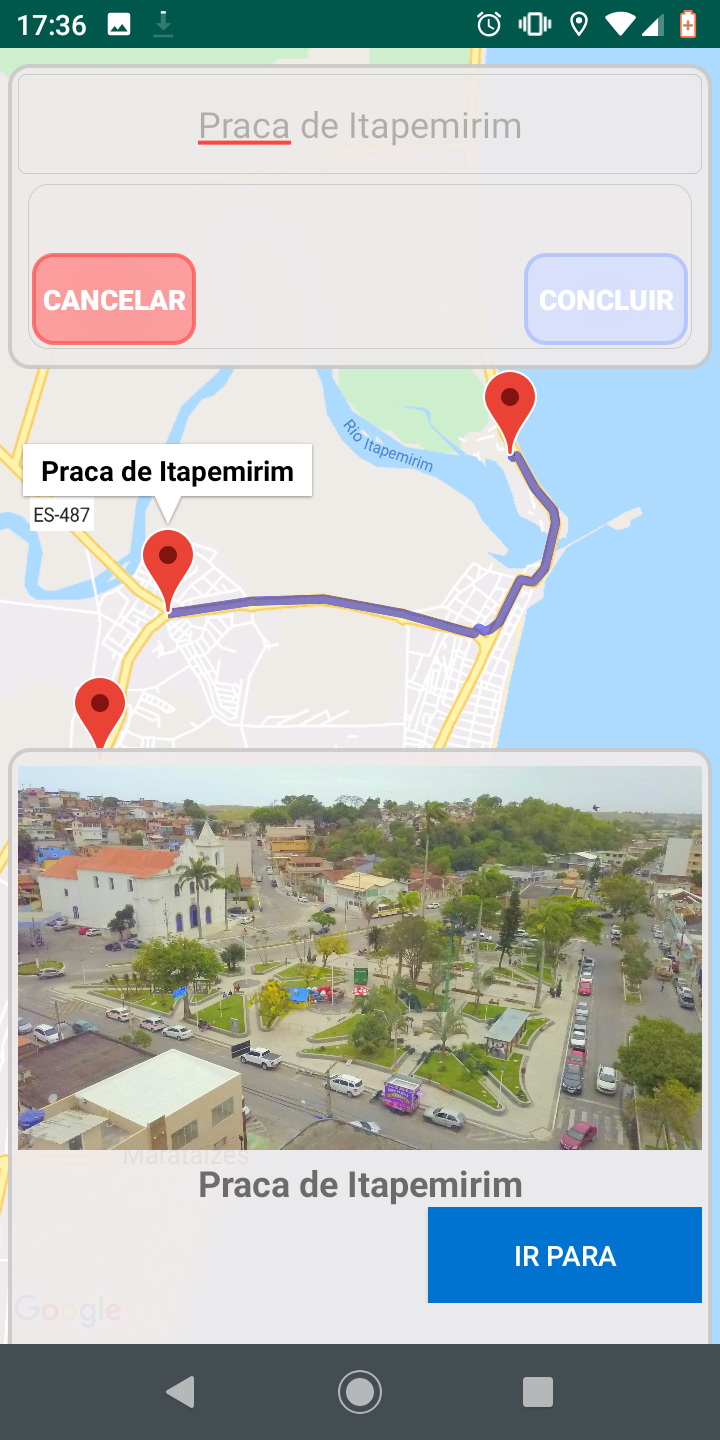 17:36
Praca de Itapemirim
CANCELAR
CONCLUIR
Rio Itapemirim
Praca de Itapemirim
ES-487
Marataízes
Praca de Itapemirim
IR PARA
Google